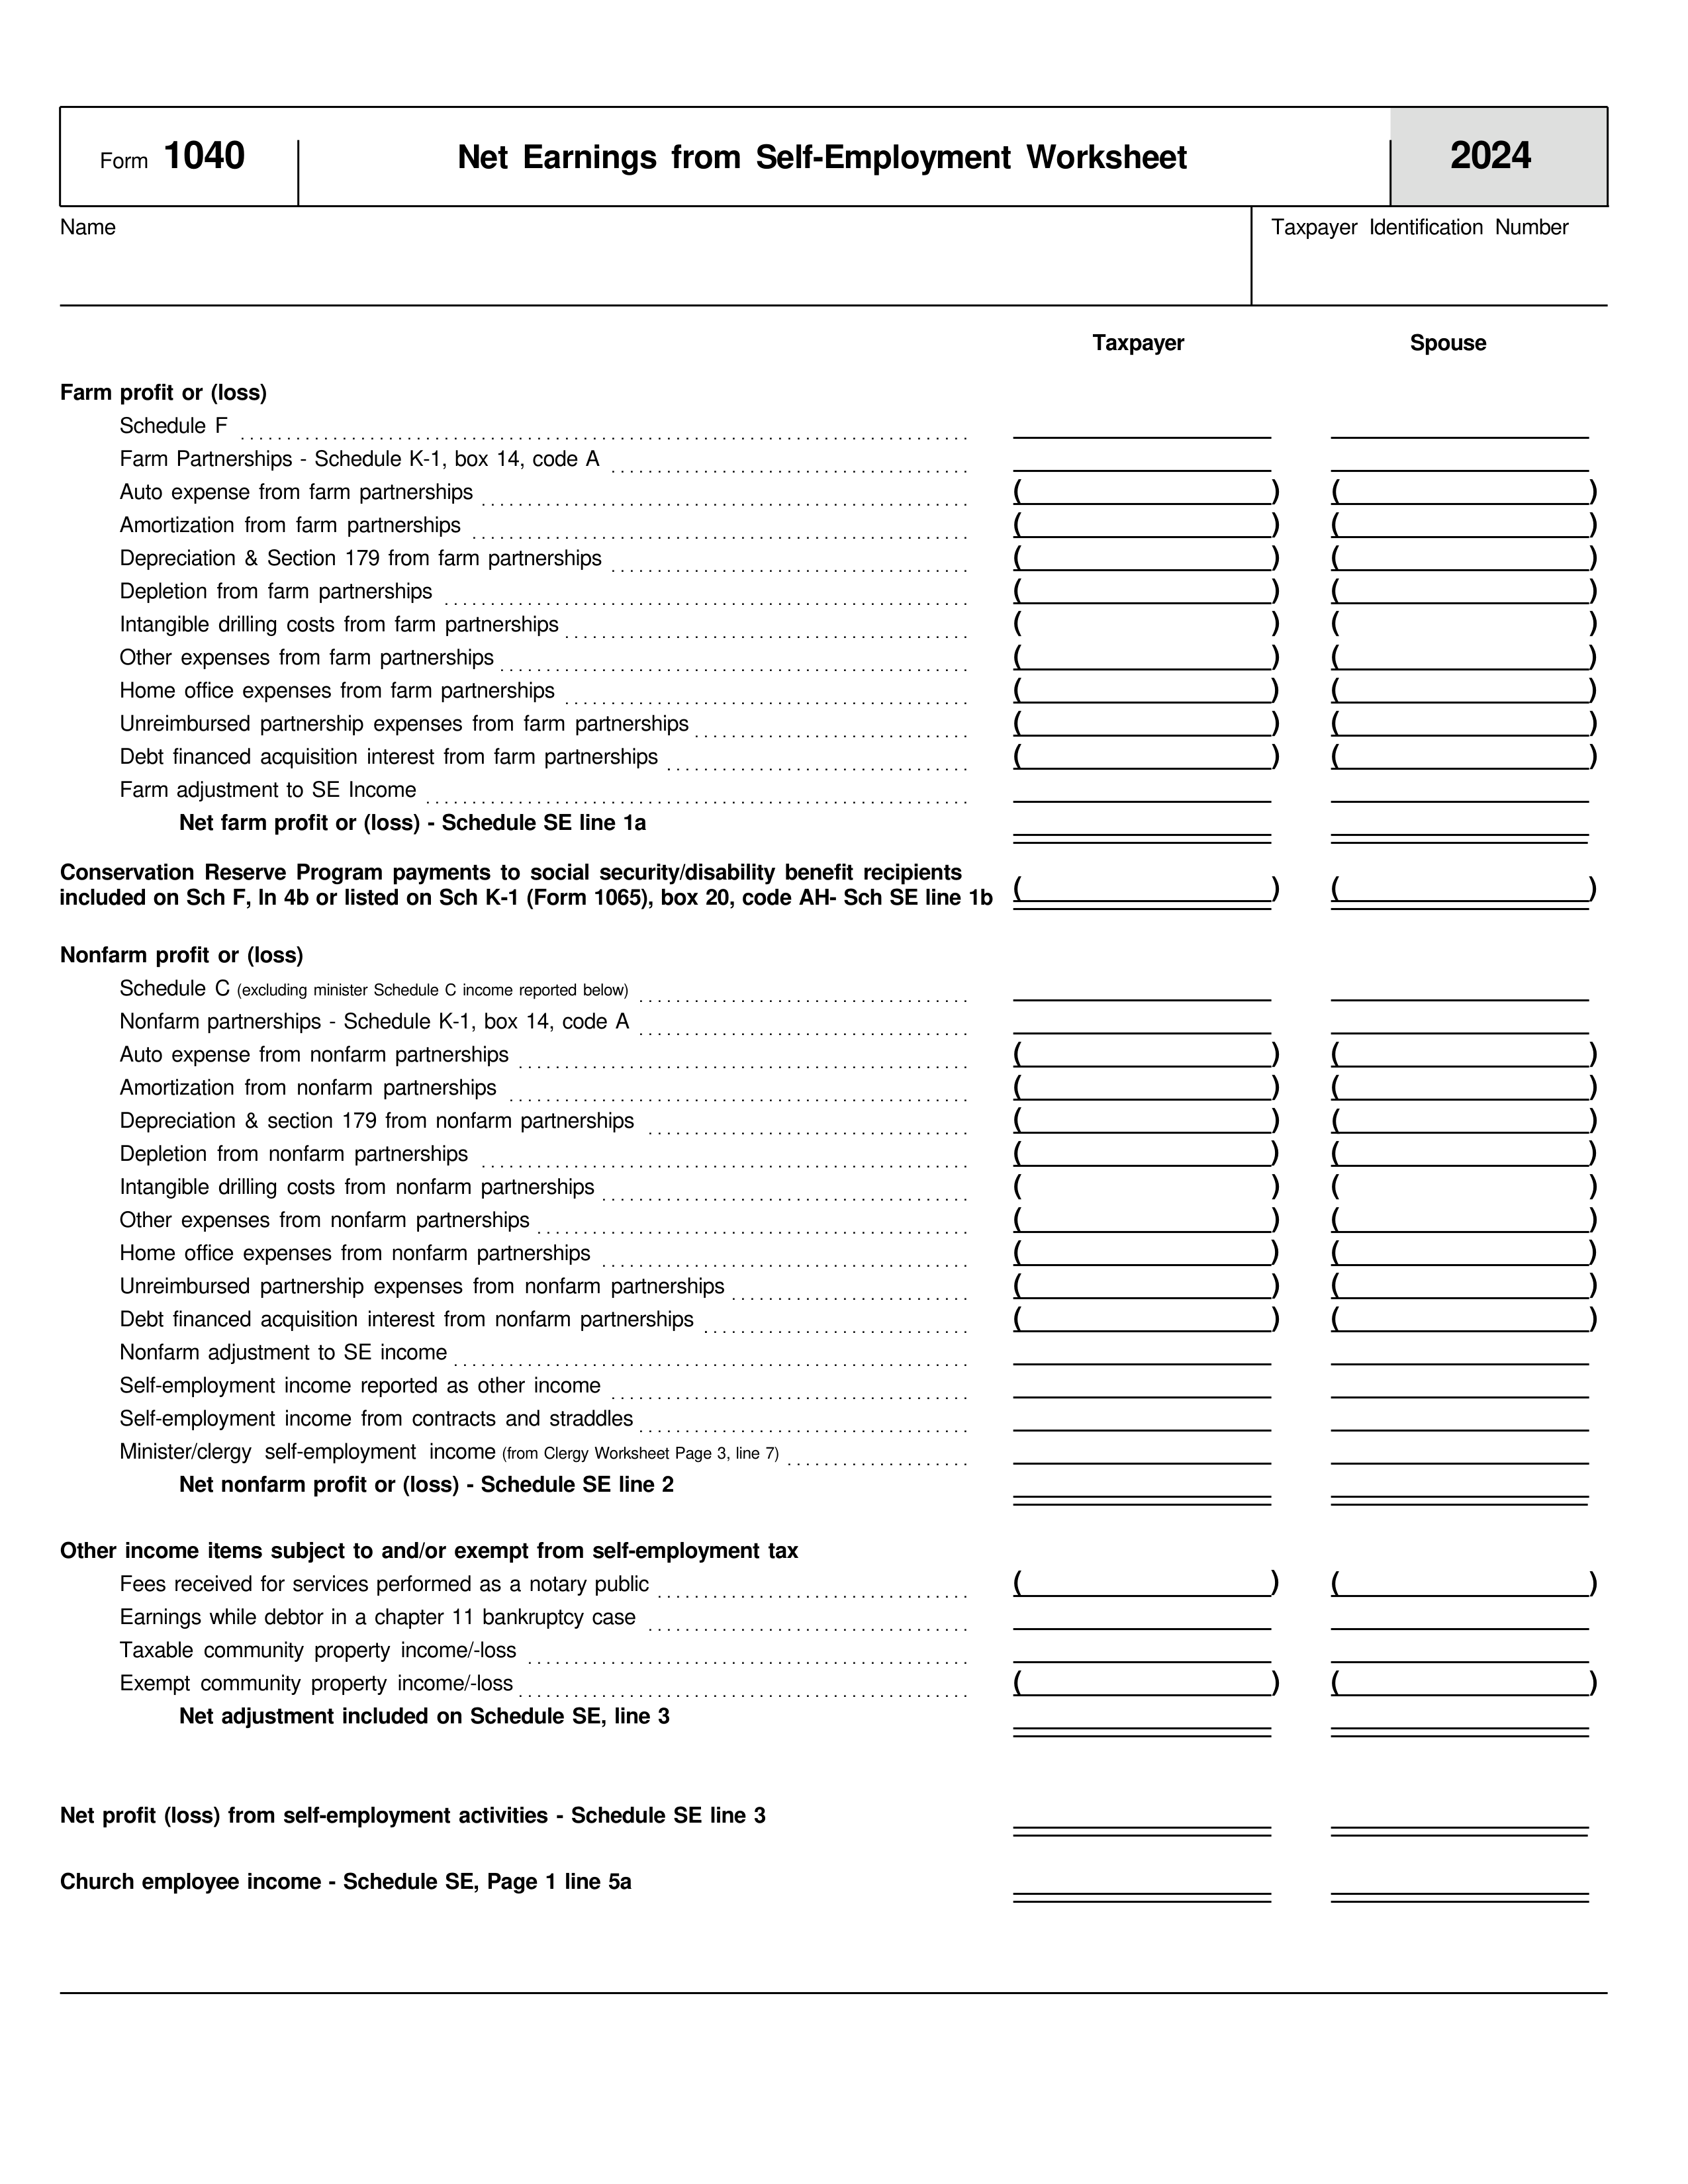 Form 1040 Net Earnings from Self-Employment Worksheet 2024
Name Taxpayer Identification Number
Taxpayer Spouse
Farm profit or (loss)
Schedule F
Farm Partnerships - Schedule K-1, box 14, code A
Auto expense from farm partnerships ( ) ( )
Amortization from farm partnerships ( ) ( )
Depreciation & Section 179 from farm partnerships ( ) ( )
Depletion from farm partnerships ( ) ( )
Intangible drilling costs from farm partnerships ( ) ( )
Other expenses from farm partnerships ( ) ( )
Home office expenses from farm partnerships ( ) ( )
Unreimbursed partnership expenses from farm partnerships ( ) ( )
Debt financed acquisition interest from farm partnerships ( ) ( )
Farm adjustment to SE Income
Net farm profit or (loss) - Schedule SE line 1a
Conservation Reserve Program payments to social security/disability benefit recipients
included on Sch F, ln 4b or listed on Sch K-1 (Form 1065), box 20, code AH- Sch SE line 1b ( ) ( )
Nonfarm profit or (loss)
Schedule C (excluding minister Schedule C income reported below)
Nonfarm partnerships - Schedule K-1, box 14, code A
Auto expense from nonfarm partnerships ( ) ( )
Amortization from nonfarm partnerships ( ) ( )
Depreciation & section 179 from nonfarm partnerships ( ) ( )
Depletion from nonfarm partnerships ( ) ( )
Intangible drilling costs from nonfarm partnerships ( ) ( )
Other expenses from nonfarm partnerships ( ) ( )
Home office expenses from nonfarm partnerships ( ) ( )
Unreimbursed partnership expenses from nonfarm partnerships ( ) ( )
Debt financed acquisition interest from nonfarm partnerships ( ) ( )
Nonfarm adjustment to SE income
Self-employment income reported as other income
Self-employment income from contracts and straddles
Minister/clergy self-employment income (from Clergy Worksheet Page 3, line 7)
Net nonfarm profit or (loss) - Schedule SE line 2
Other income items subject to and/or exempt from self-employment tax
Fees received for services performed as a notary public ( ) ( )
Earnings while debtor in a chapter 11 bankruptcy case
Taxable community property income/-loss
Exempt community property income/-loss ( ) ( )
Net adjustment included on Schedule SE, line 3
Net profit (loss) from self-employment activities - Schedule SE line 3
Church employee income - Schedule SE, Page 1 line 5a